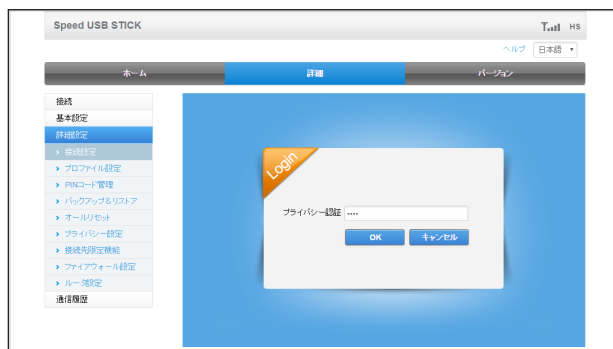 Speed USB STICK
HS
ヘルプ 日本語
ホーム 詳細 バージョン
接続
基本設定
詳細設定
接続設定
プロファイル設定
PINコード管理
バックアップ&リストア
オールリセット
プライバシー設定
接続先限定機能
ファイアウォール設定
ルータ設定
通信履歴
Login
プライバシー認証 ••••
OK キャンセル